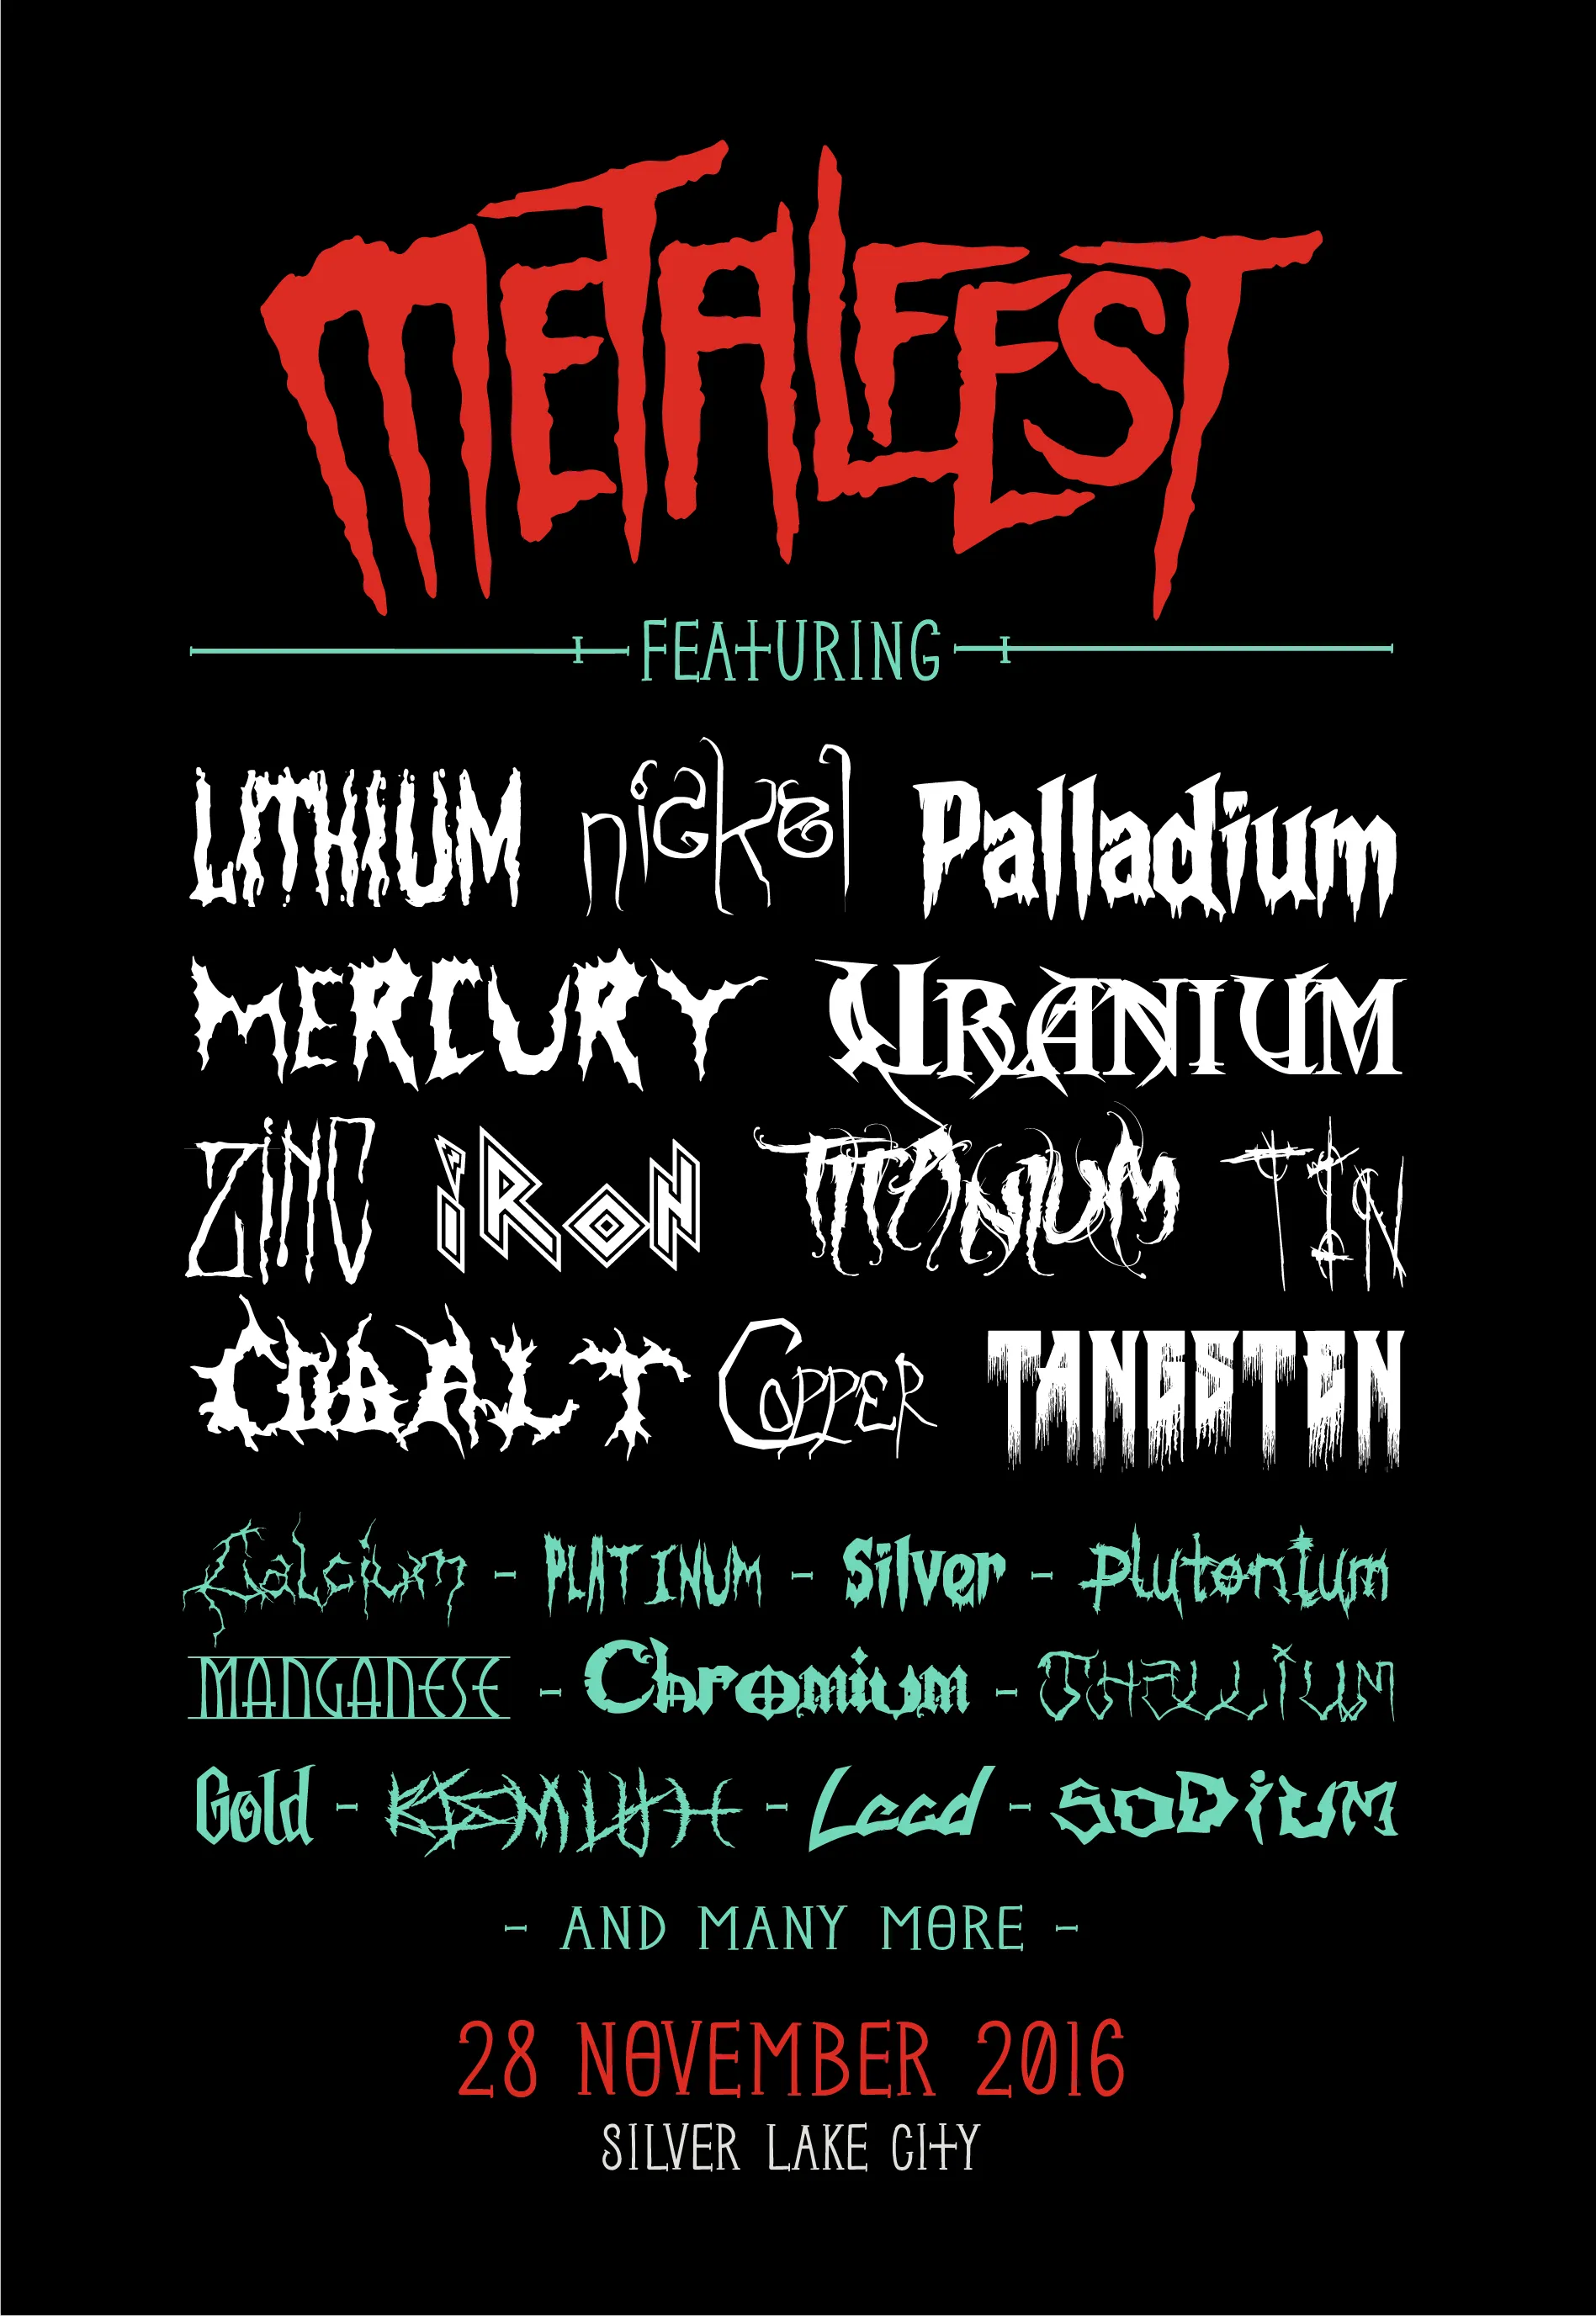 METALFEST
FEATURING
LITHIUM nickel Palladium
MERCURY URANIUM
ZINC IRON TITANIUM TIN
COBALT COPPER TANGSTEN
Calcium - PLATINUM - Silver - Plutonium
MANGANESE - Chromium - THALLIUM
Gold - BISMUTH - Lead - SODiUM
- AND MANY MORE -
28 NOVEMBER 2016
SILVER LAKE CITY